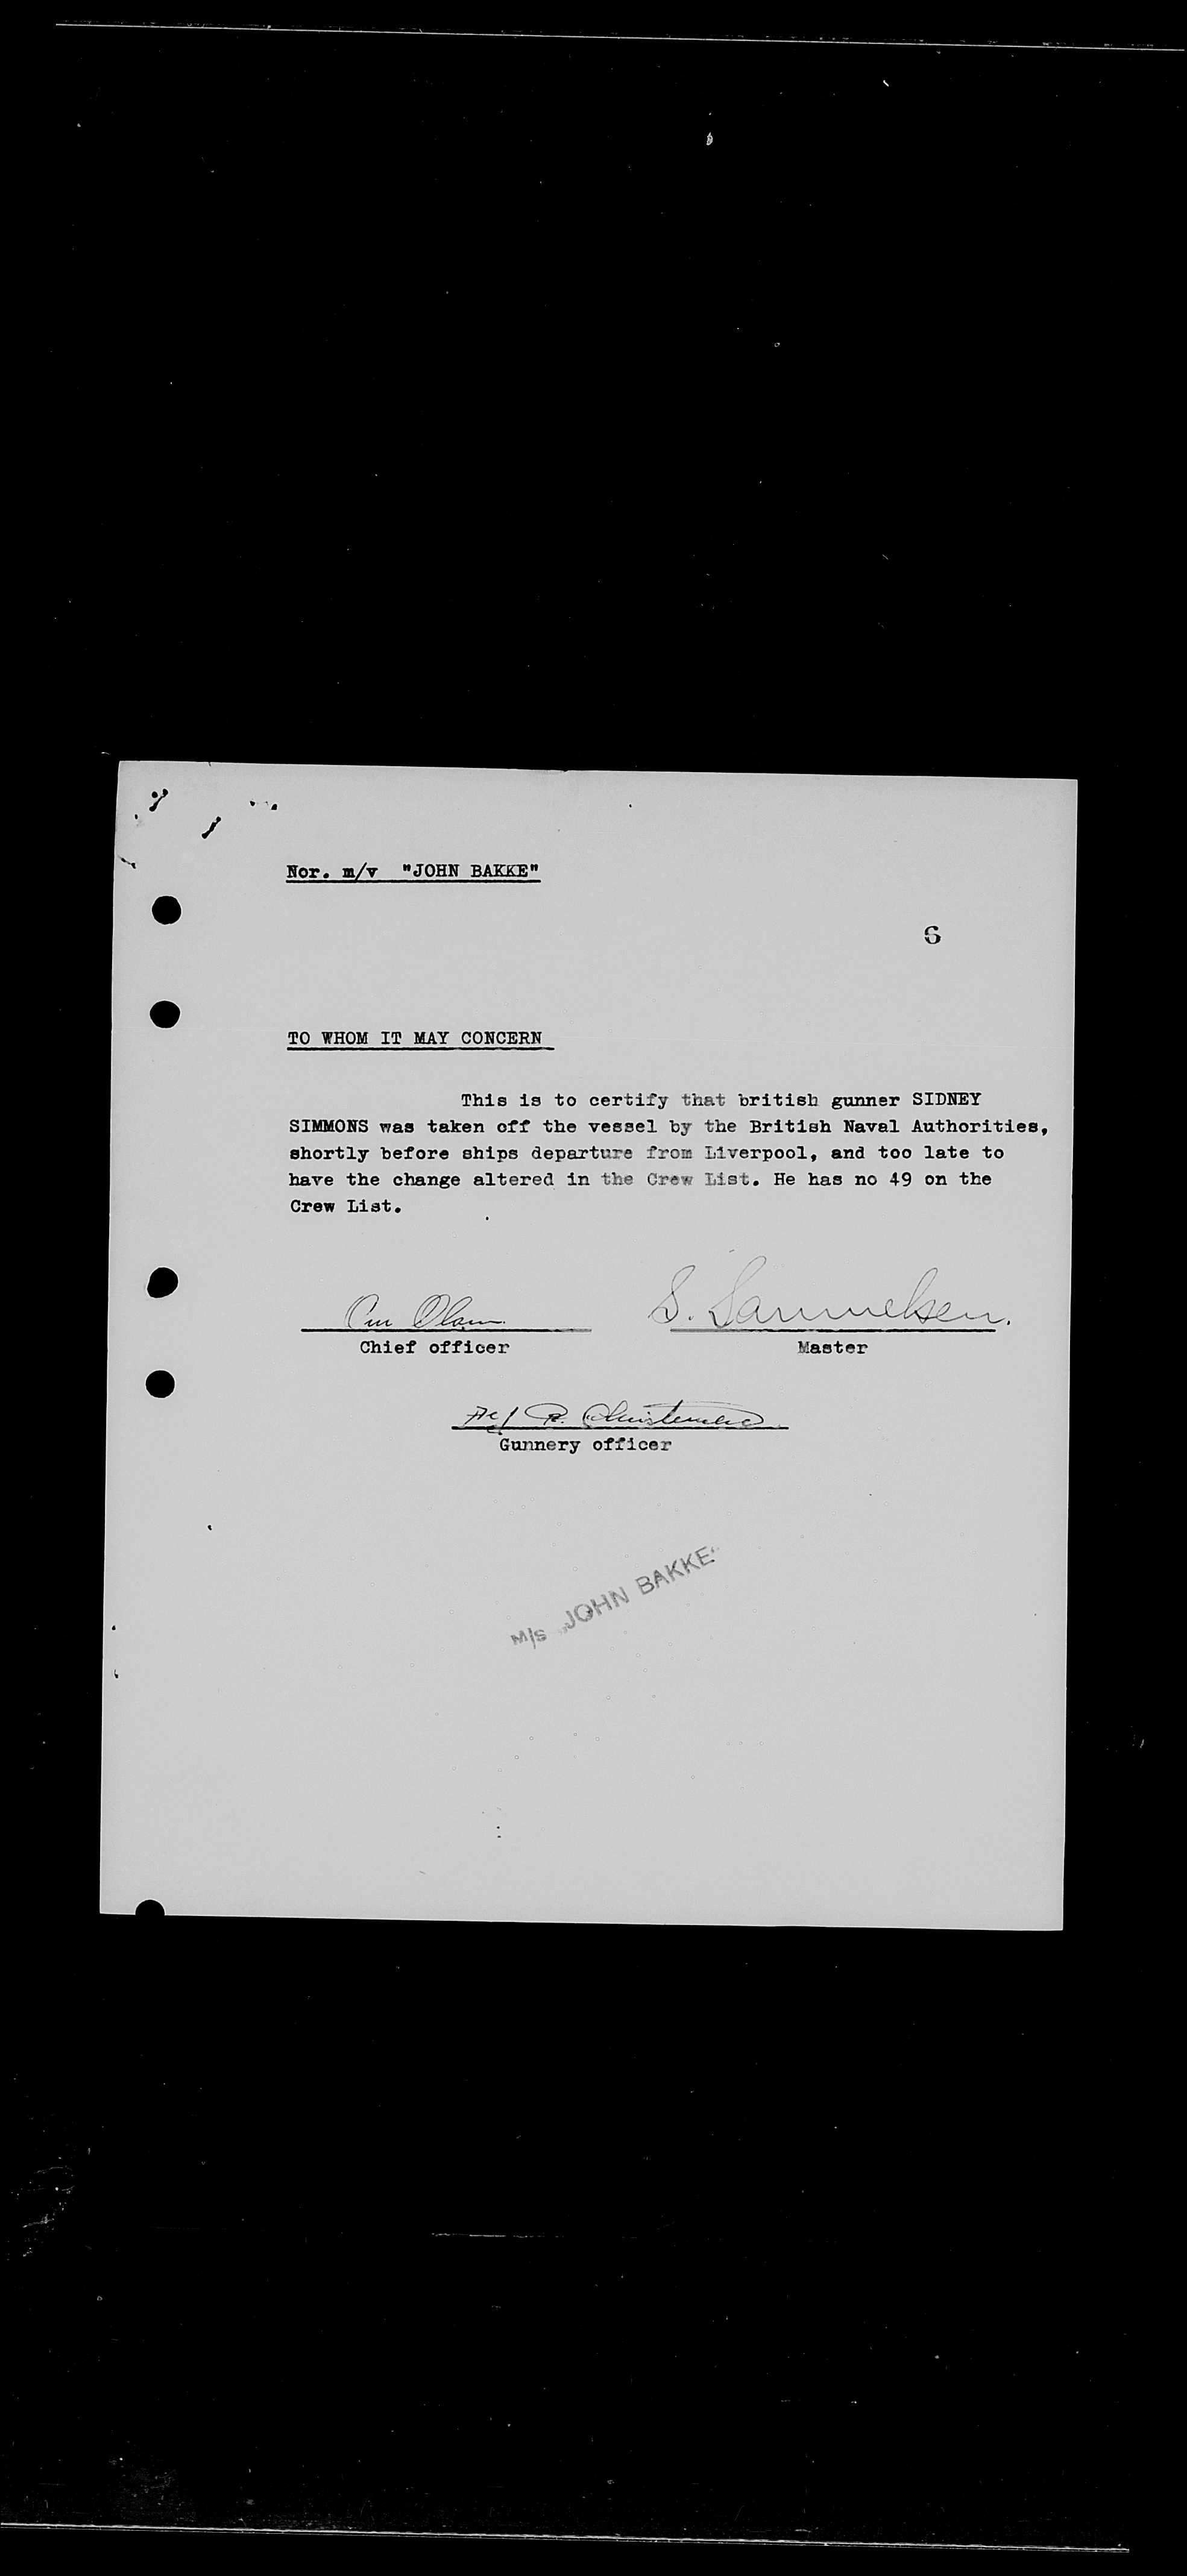 Nor. m/v "JOHN BAKKE"
6
TO WHOM IT MAY CONCERN
This is to certify that british gunner SIDNEY
SIMMONS was taken off the vessel by the British Naval Authorities,
shortly before ships departure from Liverpool, and too late to
have the change altered in the Crew List. He has no 49 on the
Crew List.
Olsen. S. Samuelsen.
Chief officer Master
R. Christensen
Gunnery officer
M/S „JOHN BAKKE"